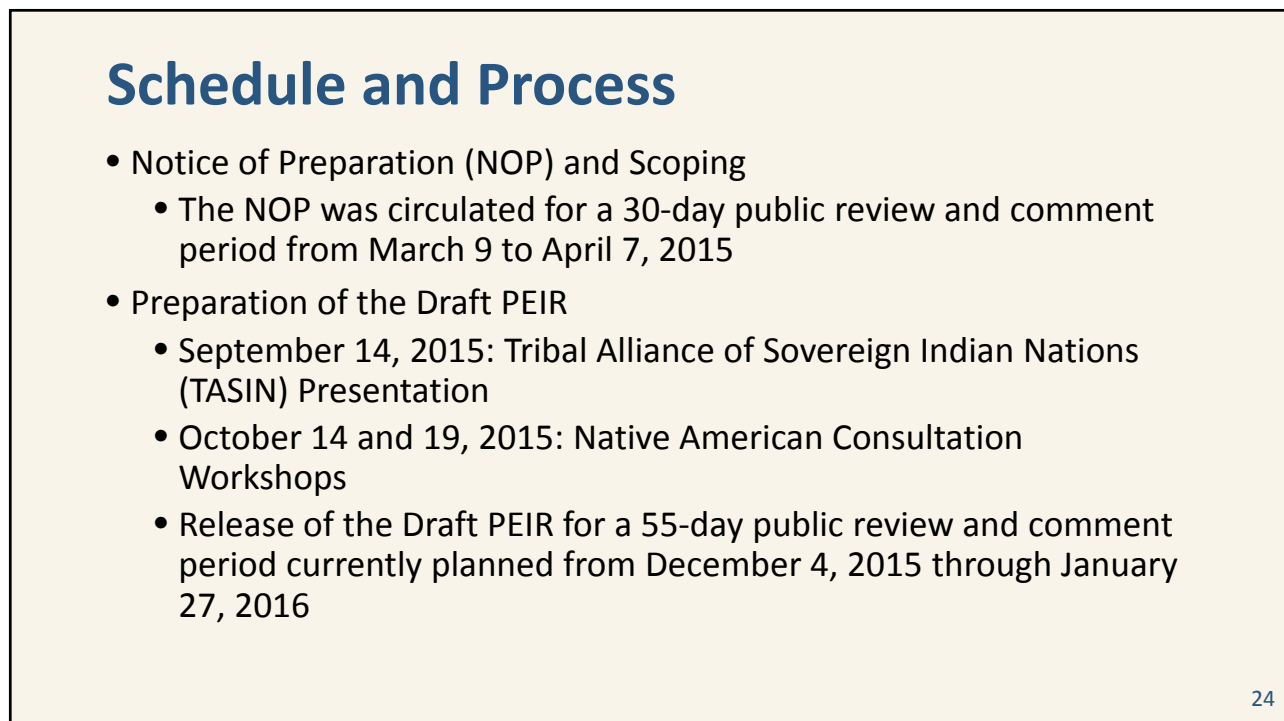 Schedule and Process
• Notice of Preparation (NOP) and Scoping
• The NOP was circulated for a 30-day public review and comment
period from March 9 to April 7, 2015
• Preparation of the Draft PEIR
• September 14, 2015: Tribal Alliance of Sovereign Indian Nations
(TASIN) Presentation
• October 14 and 19, 2015: Native American Consultation
Workshops
• Release of the Draft PEIR for a 55-day public review and comment
period currently planned from December 4, 2015 through January
27, 2016
24